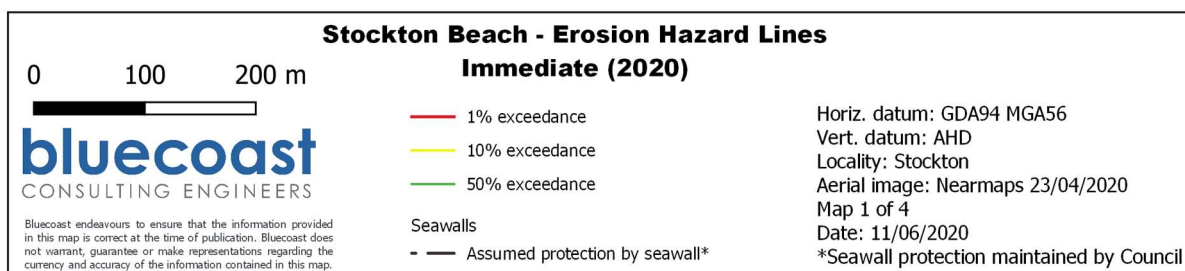 Stockton Beach - Erosion Hazard Lines
Immediate (2020)
0 100 200 m
bluecoast
CONSULTING ENGINEERS
Bluecoast endeavours to ensure that the information provided
in this map is correct at the time of publication. Bluecoast does
not warrant, guarantee or make representations regarding the
currency and accuracy of the information contained in this map.
1% exceedance
10% exceedance
50% exceedance
Seawalls
Assumed protection by seawall*
Horiz. datum: GDA94 MGA56
Vert. datum: AHD
Locality: Stockton
Aerial image: Nearmaps 23/04/2020
Map 1 of 4
Date: 11/06/2020
*Seawall protection maintained by Council